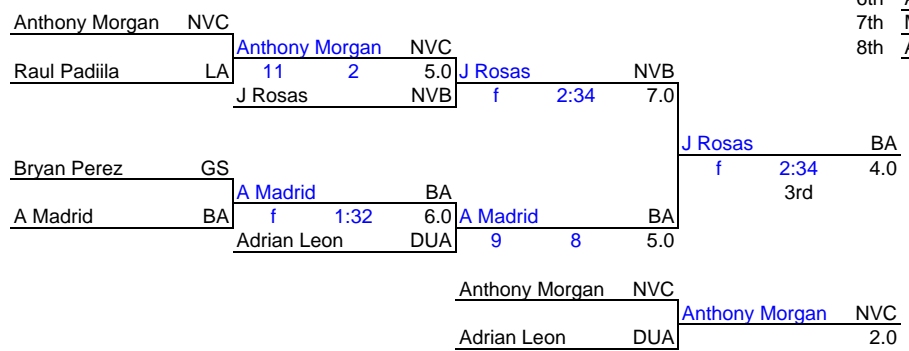 6th
Anthony Morgan NVC
7th
Anthony Morgan NVC
8th
Raul Padiila LA 11 2 5.0 J Rosas NVB
J Rosas NVB f 2:34 7.0
J Rosas BA
Bryan Perez GS f 2:34 4.0
A Madrid BA 3rd
A Madrid BA f 1:32 6.0 A Madrid BA
Adrian Leon DUA 9 8 5.0
Anthony Morgan NVC
Anthony Morgan NVC
Adrian Leon DUA 2.0